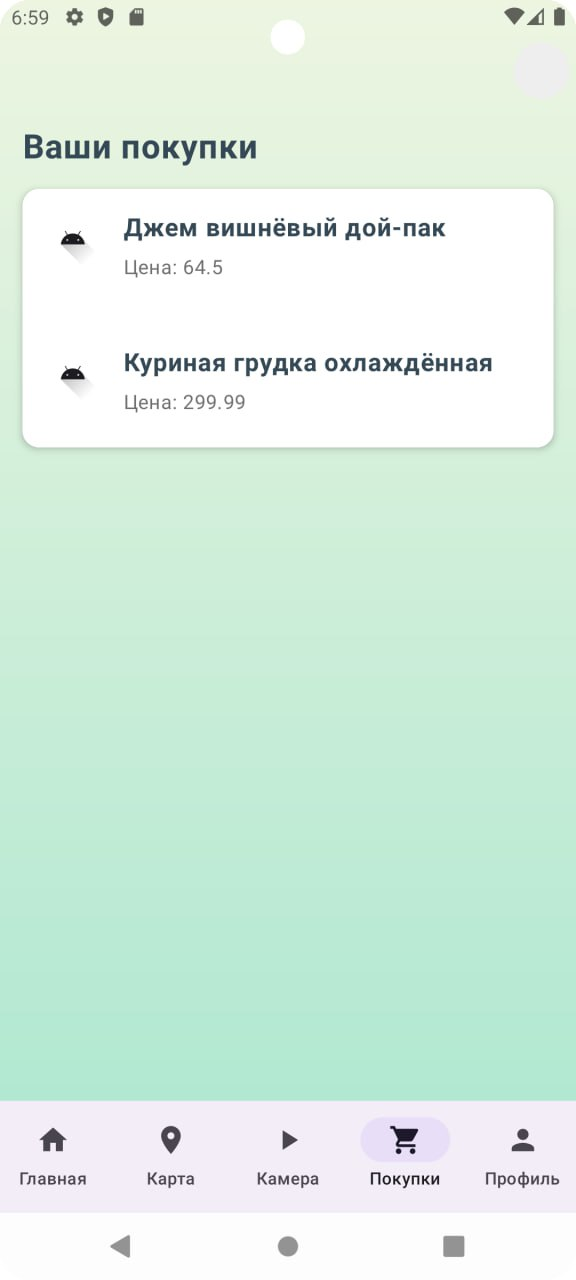 6:59
Ваши покупки
Джем вишнёвый дой-пак
Цена: 64.5
Куриная грудка охлаждённая
Цена: 299.99
Главная
Карта
Камера
Покупки
Профиль